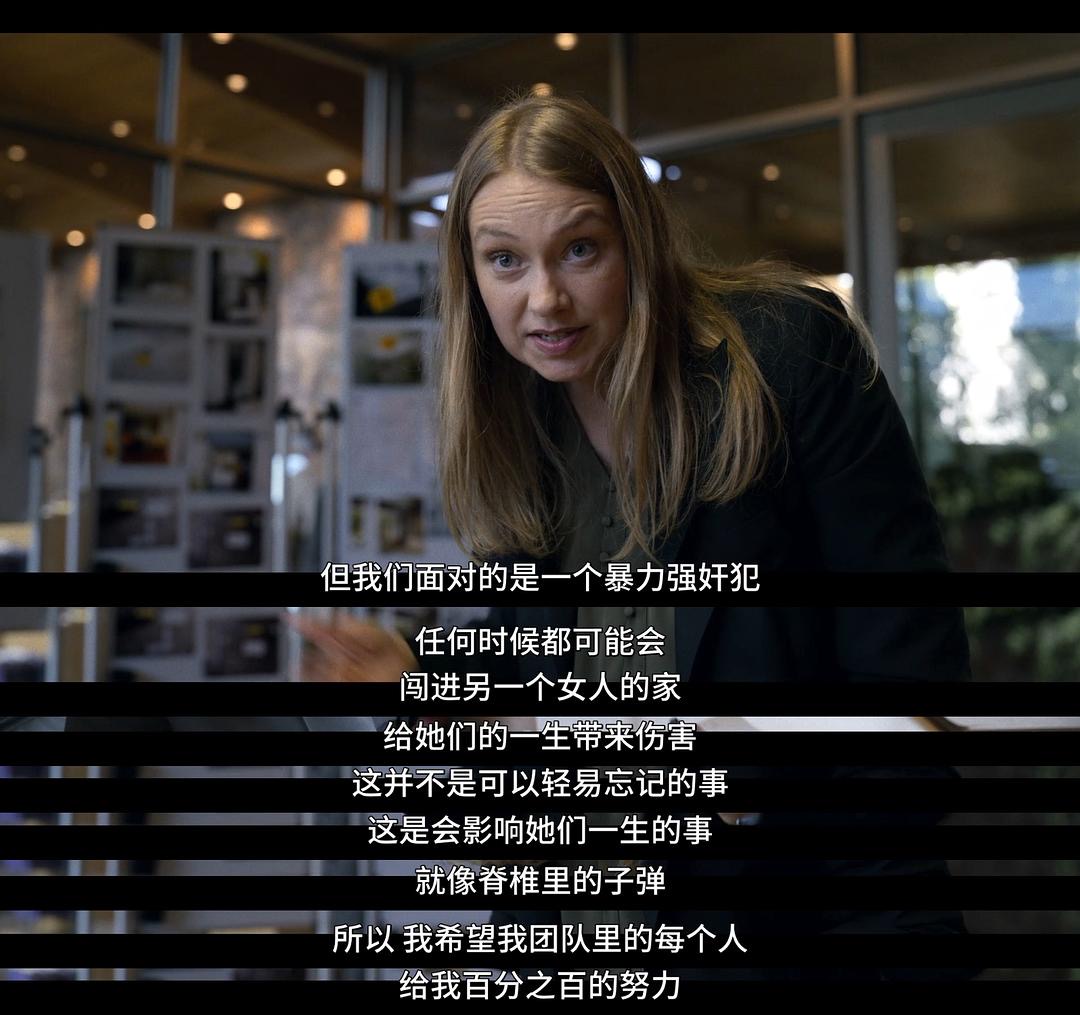 但我们面对的是一个暴力强奸犯
任何时候都可能会
闯进另一个女人的家
给她们的一生带来伤害
这并不是可以轻易忘记的事
这是会影响她们一生的事
就像脊椎里的子弹
所以 我希望我团队里的每个人
给我百分之百的努力